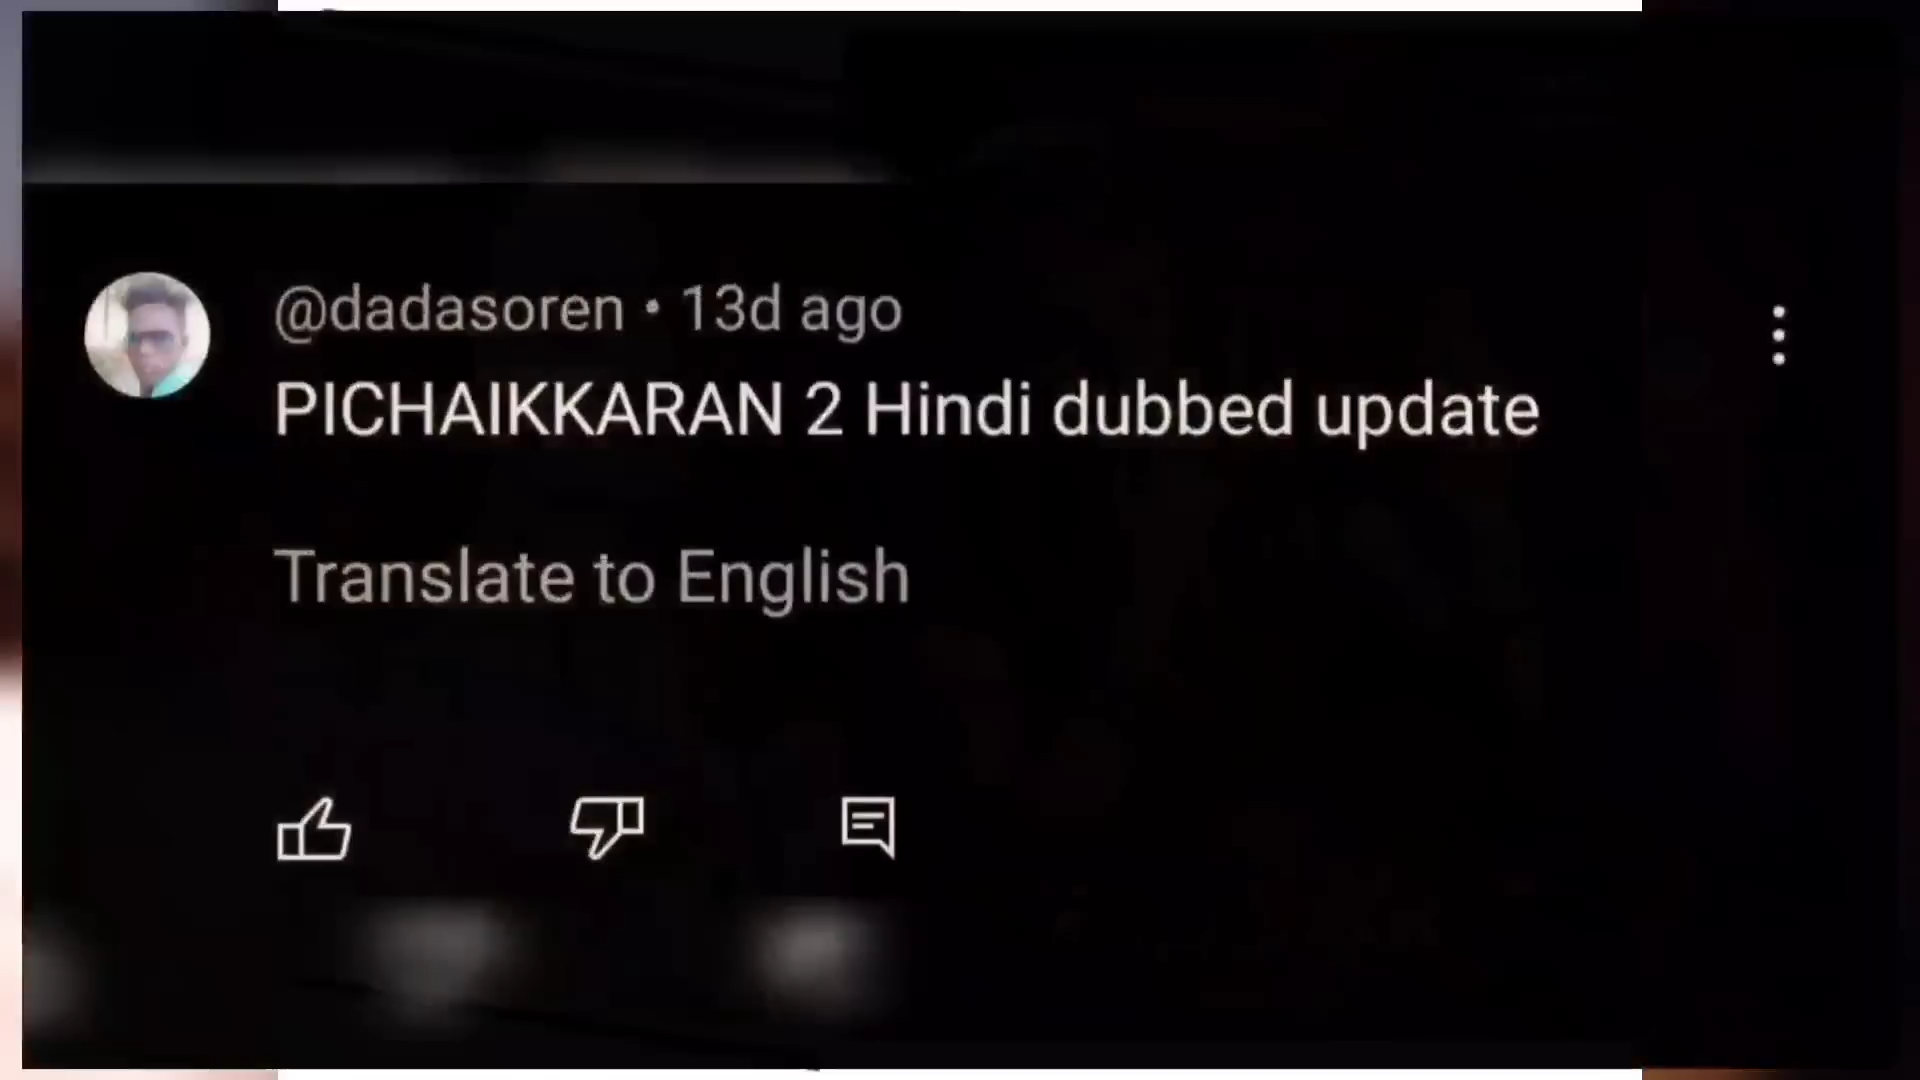 @dadasoren • 13d ago
PICHAIKKARAN 2 Hindi dubbed update
Translate to English